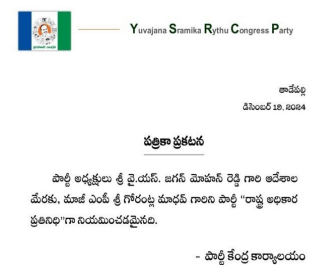 Yuvajana Sramika Rythu Congress Party
తాడేపల్లి
డిసెంబర్ 19, 2024
పత్రికా ప్రకటన
పార్టీ అధ్యక్షులు శ్రీ వై.యస్. జగన్ మోహన్ రెడ్డి గారి ఆదేశాల
మేరకు, మాజీ ఎంపీ శ్రీ గోరంట్ల మాధవ్ గారిని పార్టీ "రాష్ట్ర అధికార
ప్రతినిధి"గా నియమించడమైనది.
- పార్టీ కేంద్ర కార్యాలయం